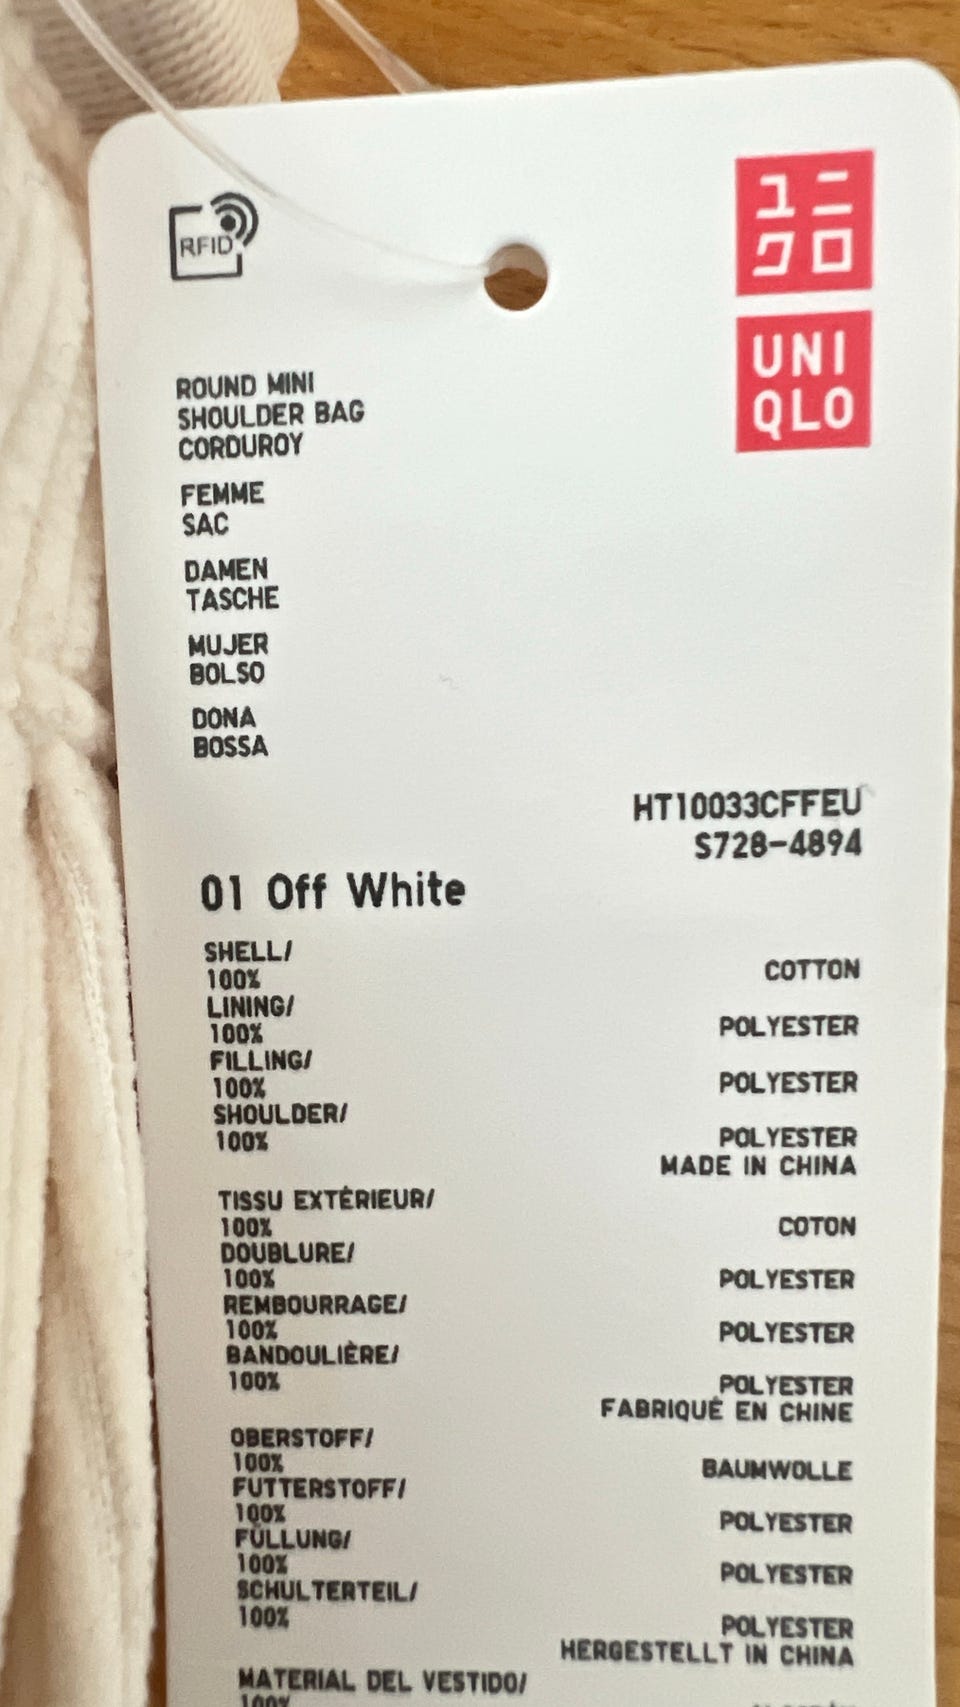 RFID
ユニ
クロ
UNI
QLO
ROUND MINI
SHOULDER BAG
CORDUROY
FEMME
SAC
DAMEN
TASCHE
MUJER
BOLSO
DONA
BOSSA
HT10033CFFEU
S728-4894
01 Off White
SHELL/
100% COTTON
LINING/
100% POLYESTER
FILLING/
100% POLYESTER
SHOULDER/
100% POLYESTER
MADE IN CHINA
TISSU EXTÉRIEUR/
100% COTON
DOUBLURE/
100% POLYESTER
REMBOURRAGE/
100% POLYESTER
BANDOULIÈRE/
100% POLYESTER
FABRIQUÉ EN CHINE
OBERSTOFF/
100% BAUMWOLLE
FUTTERSTOFF/
100% POLYESTER
FÜLLUNG/
100% POLYESTER
SCHULTERTEIL/
100% POLYESTER
HERGESTELLT IN CHINA
MATERIAL DEL VESTIDO/
100%